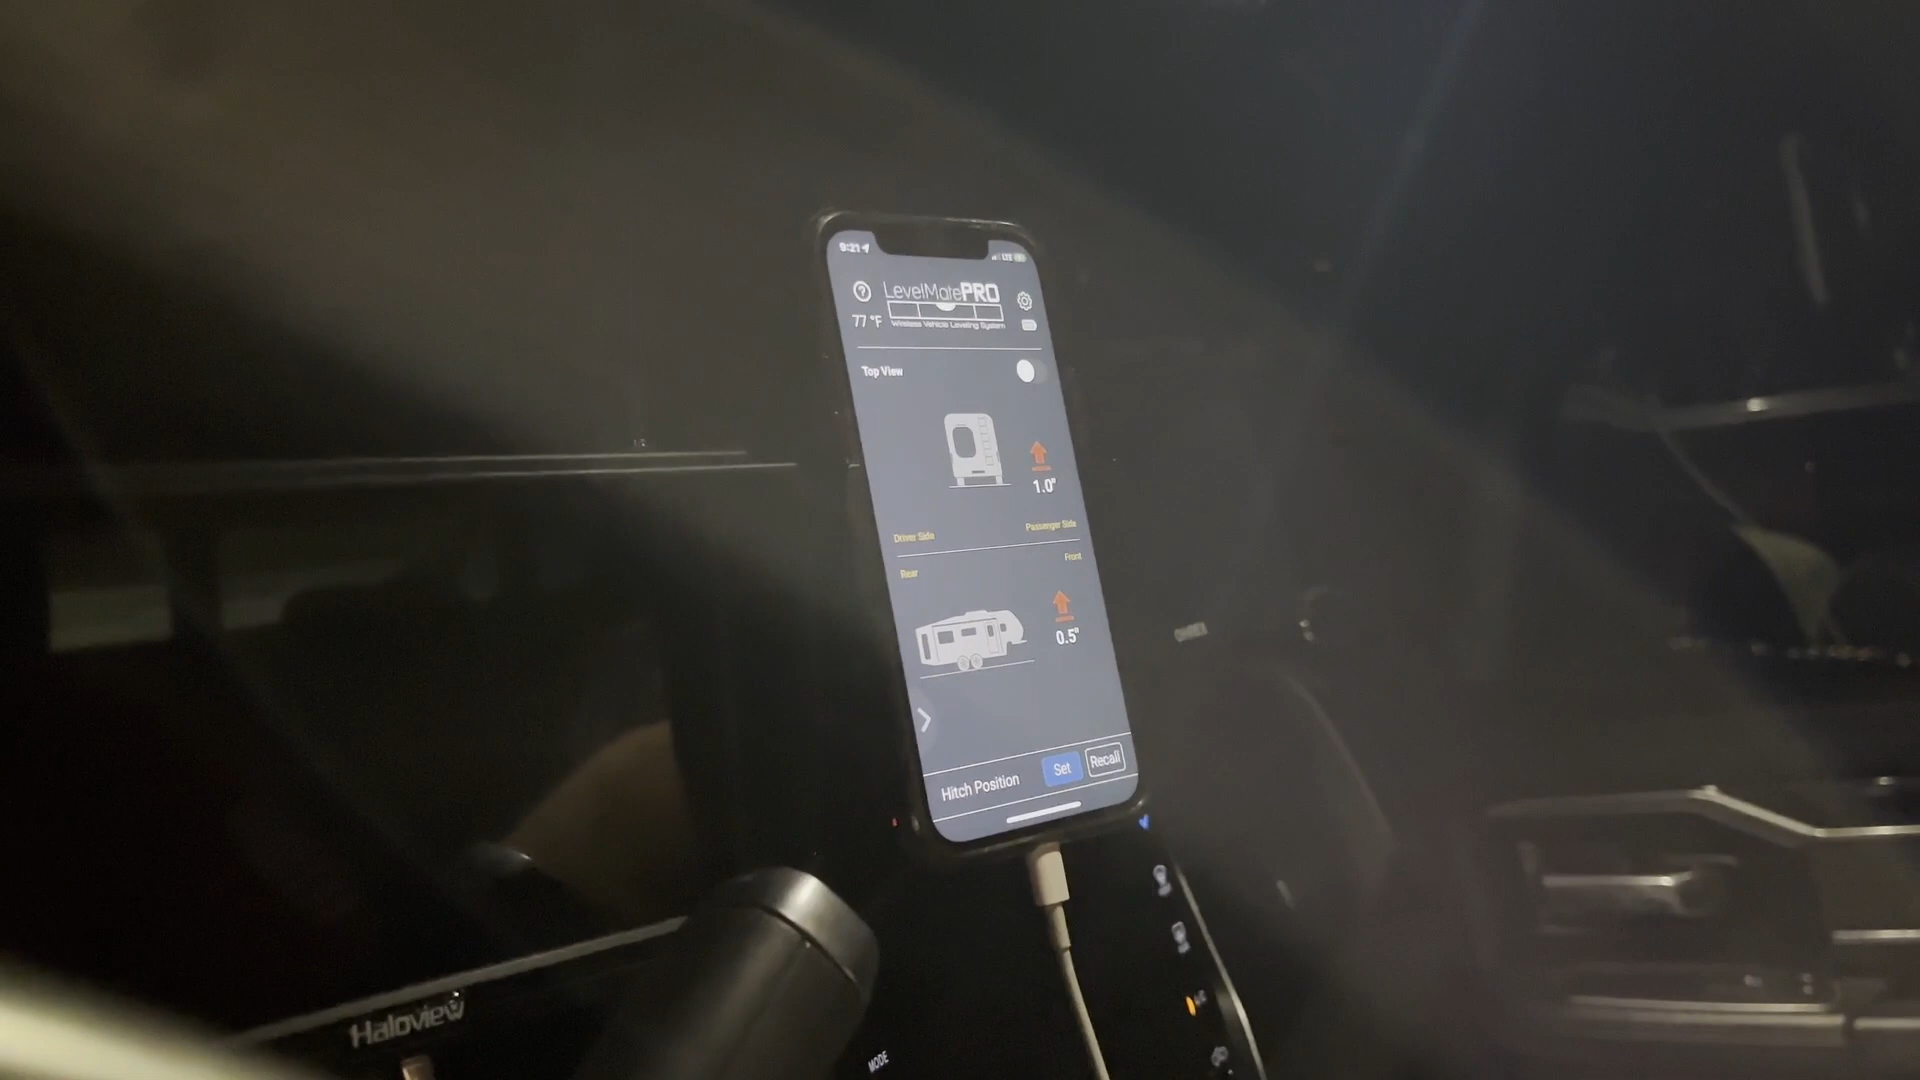 9:21
LTE
LevelMatePRO
77 °F
Wireless Vehicle Leveling System
Top View
1.0"
Driver Side
Passenger Side
Rear
Front
0.5"
Hitch Position
Set
Recall
Haloview
MODE